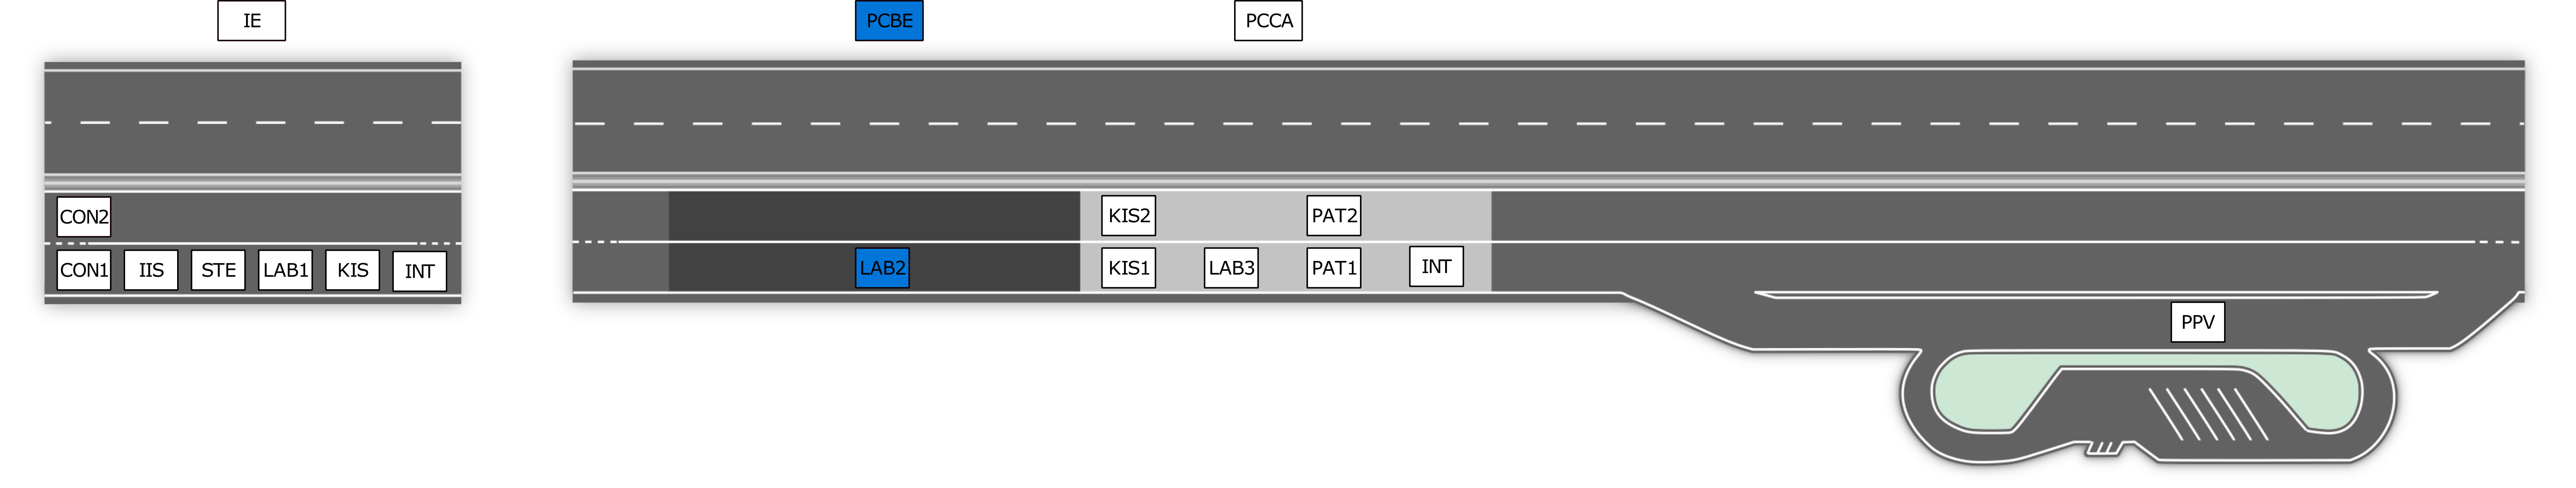 IE
PCBE
PCCA
CON2
CON1 IIS STE LAB1 KIS INT
KIS2 PAT2
LAB2 KIS1 LAB3 PAT1 INT
PPV